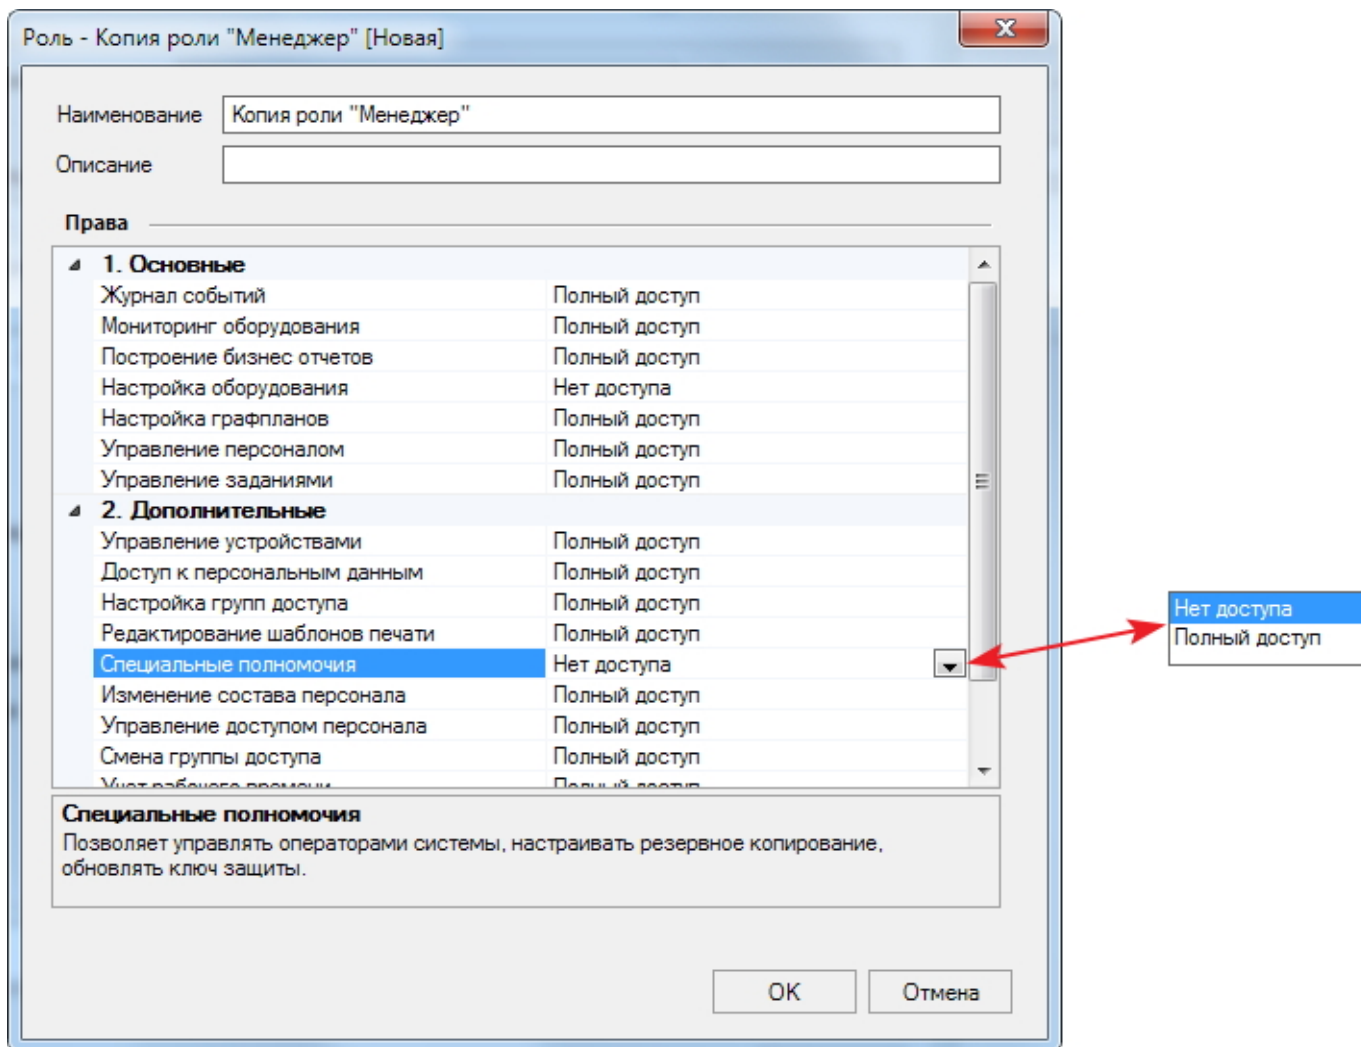 Роль - Копия роли "Менеджер" [Новая]
Наименование Копия роли "Менеджер"
Описание
Права
1. Основные
Журнал событий Полный доступ
Мониторинг оборудования Полный доступ
Построение бизнес отчетов Полный доступ
Настройка оборудования Нет доступа
Настройка графпланов Полный доступ
Управление персоналом Полный доступ
Управление заданиями Полный доступ
2. Дополнительные
Управление устройствами Полный доступ
Доступ к персональным данным Полный доступ
Настройка групп доступа Полный доступ
Редактирование шаблонов печати Полный доступ
Специальные полномочия Нет доступа
Нет доступа
Полный доступ
Изменение состава персонала Полный доступ
Управление доступом персонала Полный доступ
Смена группы доступа Полный доступ
Учет рабочего времени Полный доступ
Специальные полномочия
Позволяет управлять операторами системы, настраивать резервное копирование,
обновлять ключ защиты.
OK Отмена